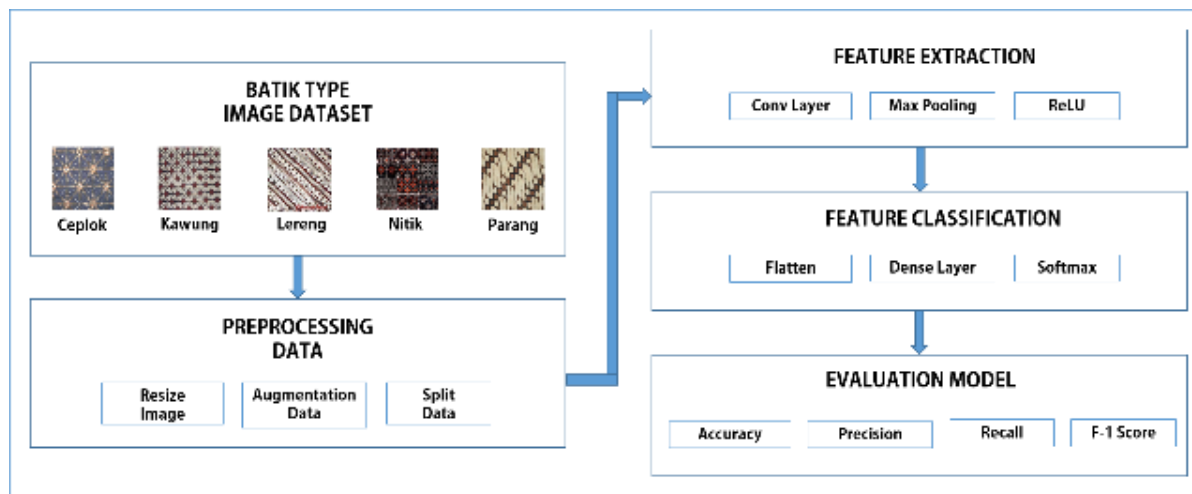 BATIK TYPE
IMAGE DATASET
Ceplok
Kawung
Lereng
Nitik
Parang
PREPROCESSING
DATA
Resize
Image
Augmentation
Data
Split
Data
FEATURE EXTRACTION
Conv Layer
Max Pooling
ReLU
FEATURE CLASSIFICATION
Flatten
Dense Layer
Softmax
EVALUATION MODEL
Accuracy
Precision
Recall
F-1 Score